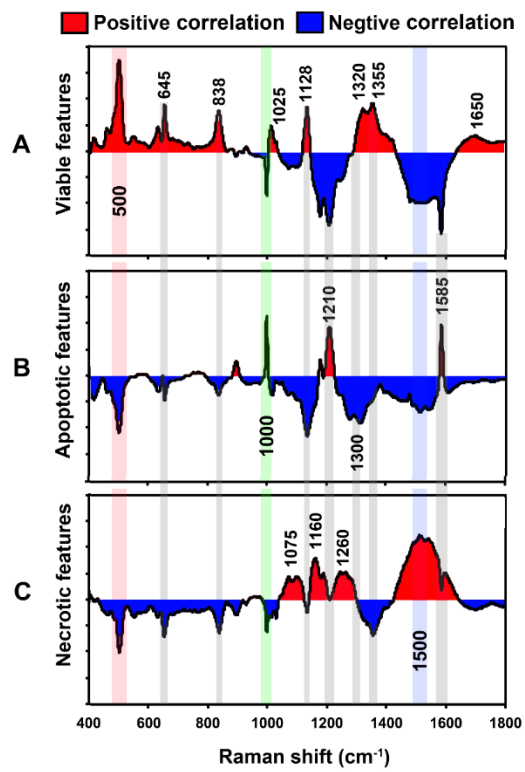 Positive correlation Negtive correlation
A
Viable features
500
645
838
1025
1128
1320
1355
1650
B
Apoptotic features
1000
1210
1300
1585
C
Necrotic features
1075
1160
1260
1500
400 600 800 1000 1200 1400 1600 1800
Raman shift (cm⁻¹)